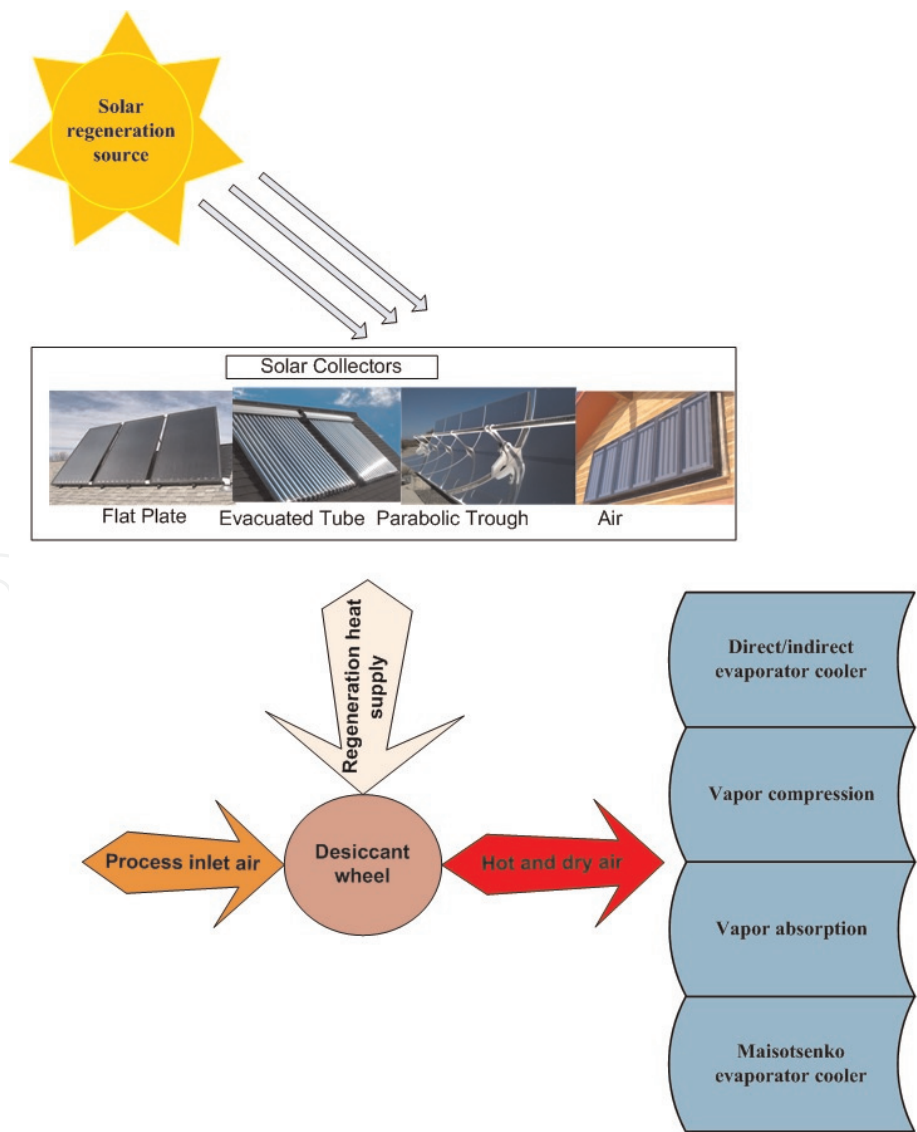 Solar
regeneration
source
Solar Collectors
Flat Plate
Evacuated Tube
Parabolic Trough
Air
Regeneration heat
supply
Process inlet air
Desiccant
wheel
Hot and dry air
Direct/indirect
evaporator cooler
Vapor compression
Vapor absorption
Maisotsenko
evaporator cooler